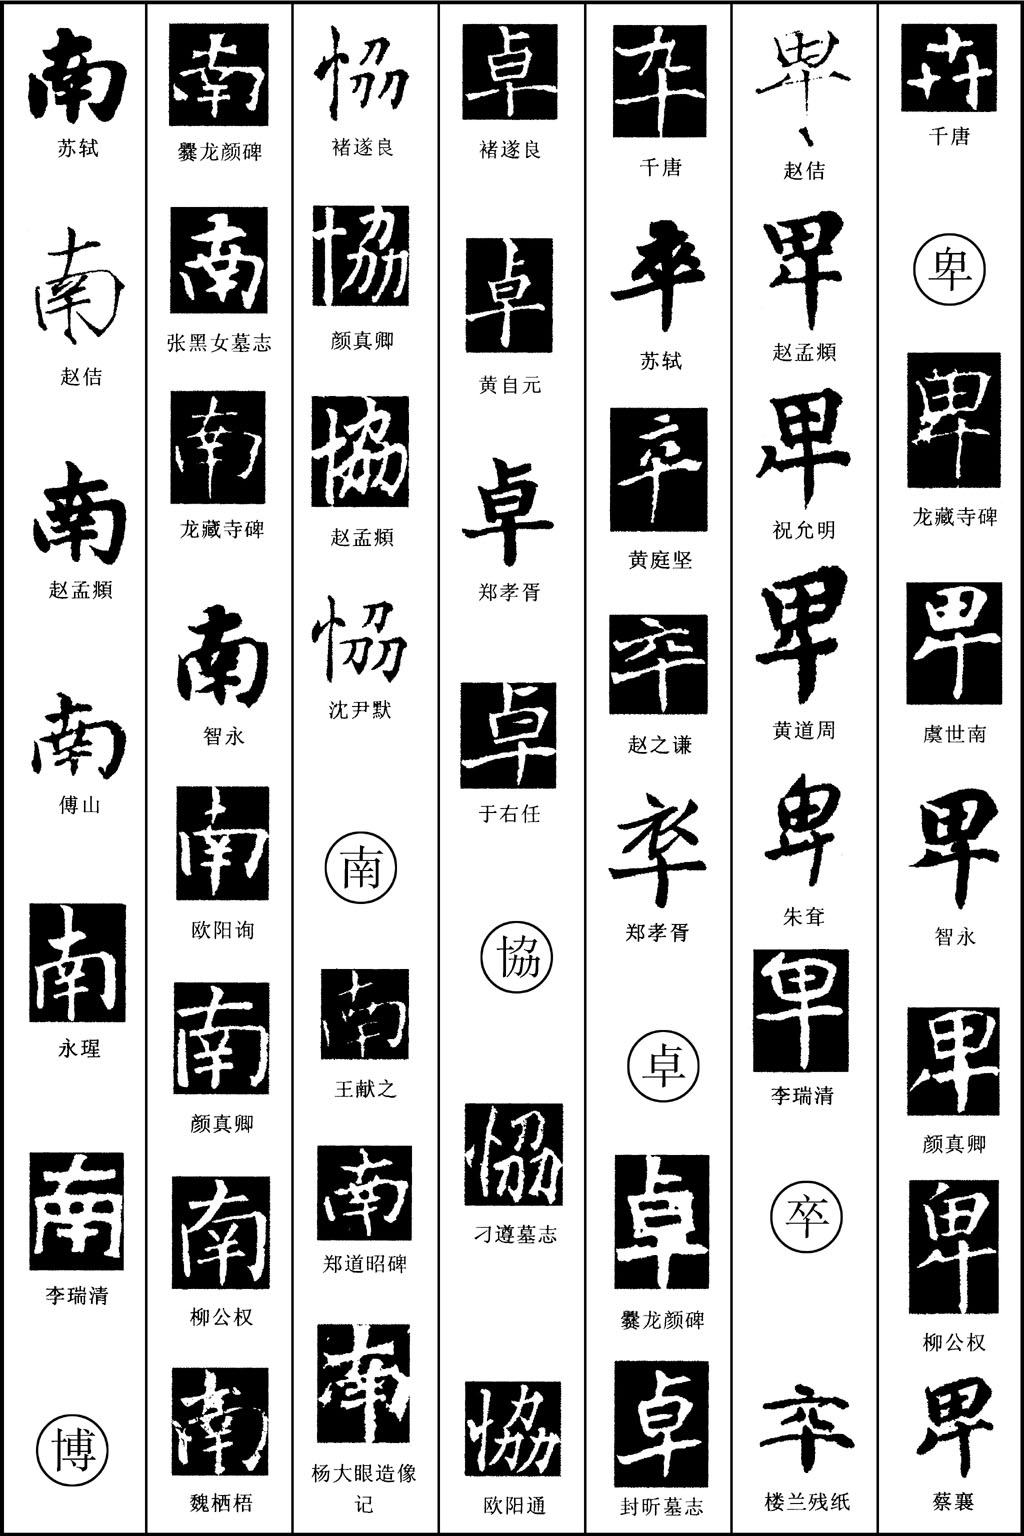 卉
千唐
卑
卑
龙藏寺碑
卑
虞世南
卑
智永
卑
颜真卿
卑
柳公权
卑
蔡襄
卑
赵佶
卑
赵孟頫
卑
祝允明
卑
黄道周
卑
朱耷
卑
李瑞清
卒
卒
楼兰残纸
卆
千唐
卒
苏轼
卒
黄庭坚
卒
赵之谦
卒
郑孝胥
卓
卓
爨龙颜碑
卓
封昕墓志
卓
褚遂良
卓
黄自元
卓
郑孝胥
卓
于右任
協
恊
刁遵墓志
恊
欧阳通
恊
褚遂良
協
颜真卿
協
赵孟頫
恊
沈尹默
南
南
王献之
南
郑道昭碑
南
杨大眼造像
记
南
爨龙颜碑
南
张黑女墓志
南
龙藏寺碑
南
智永
南
欧阳询
南
颜真卿
南
柳公权
南
魏栖梧
南
苏轼
南
赵佶
南
赵孟頫
南
傅山
南
永瑆
南
李瑞清
博